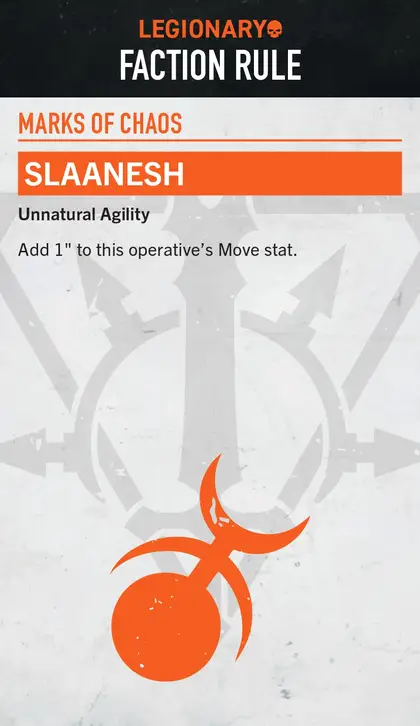 LEGIONARY
FACTION RULE
MARKS OF CHAOS
SLAANESH
Unnatural Agility
Add 1" to this operative’s Move stat.